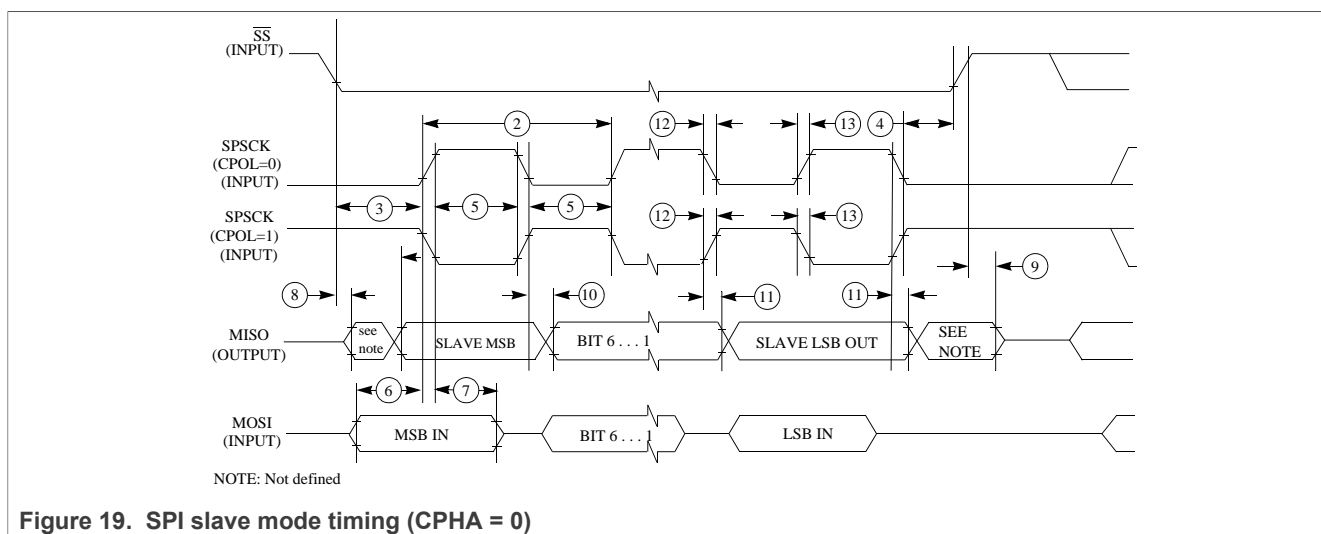 SS
(INPUT)
2
12
13
4
SPSCK
(CPOL=0)
(INPUT)
3
5
5
SPSCK
(CPOL=1)
(INPUT)
12
13
9
8
10
11
11
MISO
(OUTPUT)
see
note
SLAVE MSB
BIT 6 . . . 1
SLAVE LSB OUT
SEE
NOTE
6
7
MOSI
(INPUT)
MSB IN
BIT 6 . . . 1
LSB IN
NOTE: Not defined
Figure 19. SPI slave mode timing (CPHA = 0)